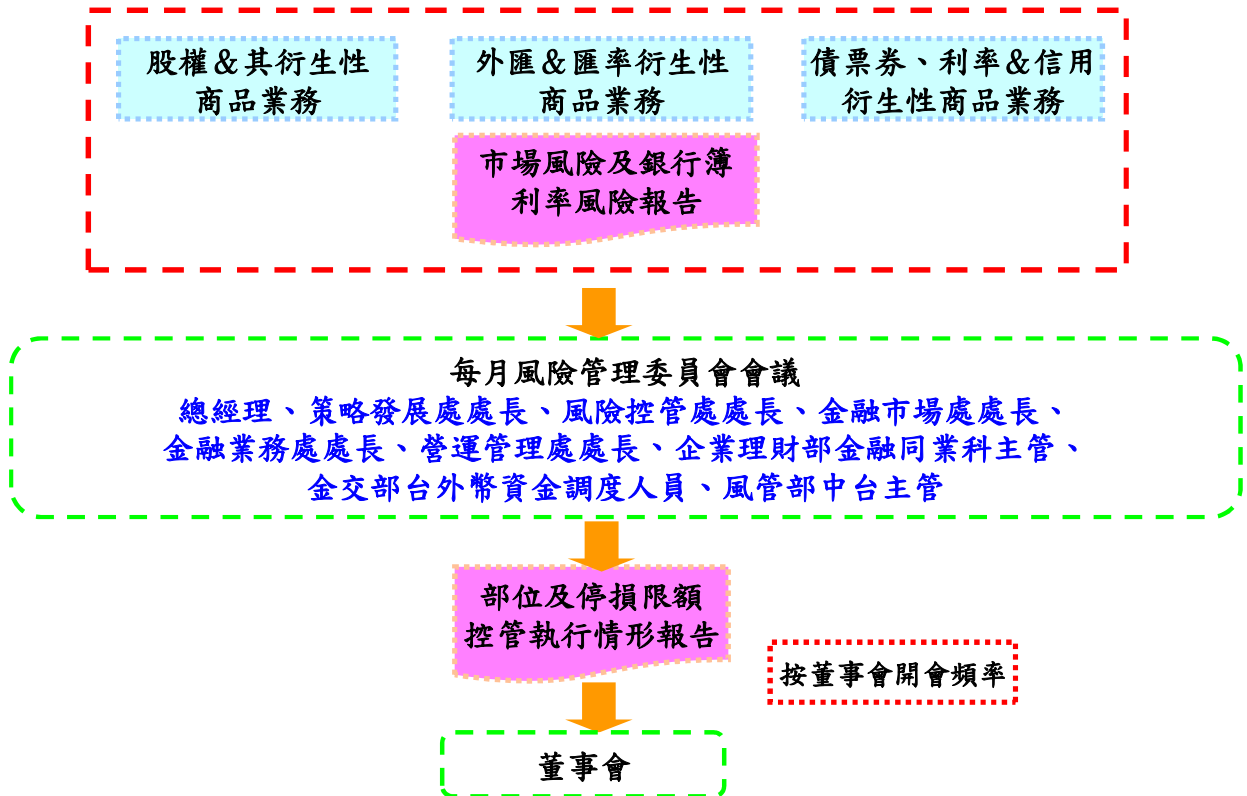 股權＆其衍生性
商品業務
外匯＆匯率衍生性
商品業務
債票券、利率＆信用
衍生性商品業務
市場風險及銀行簿
利率風險報告
每月風險管理委員會會議
總經理、策略發展處處長、風險控管處處長、金融市場處處長、
金融業務處處長、營運管理處處長、企業理財部金融同業科主管、
金交部台外幣資金調度人員、風管部中台主管
部位及停損限額
控管執行情形報告
按董事會開會頻率
董事會